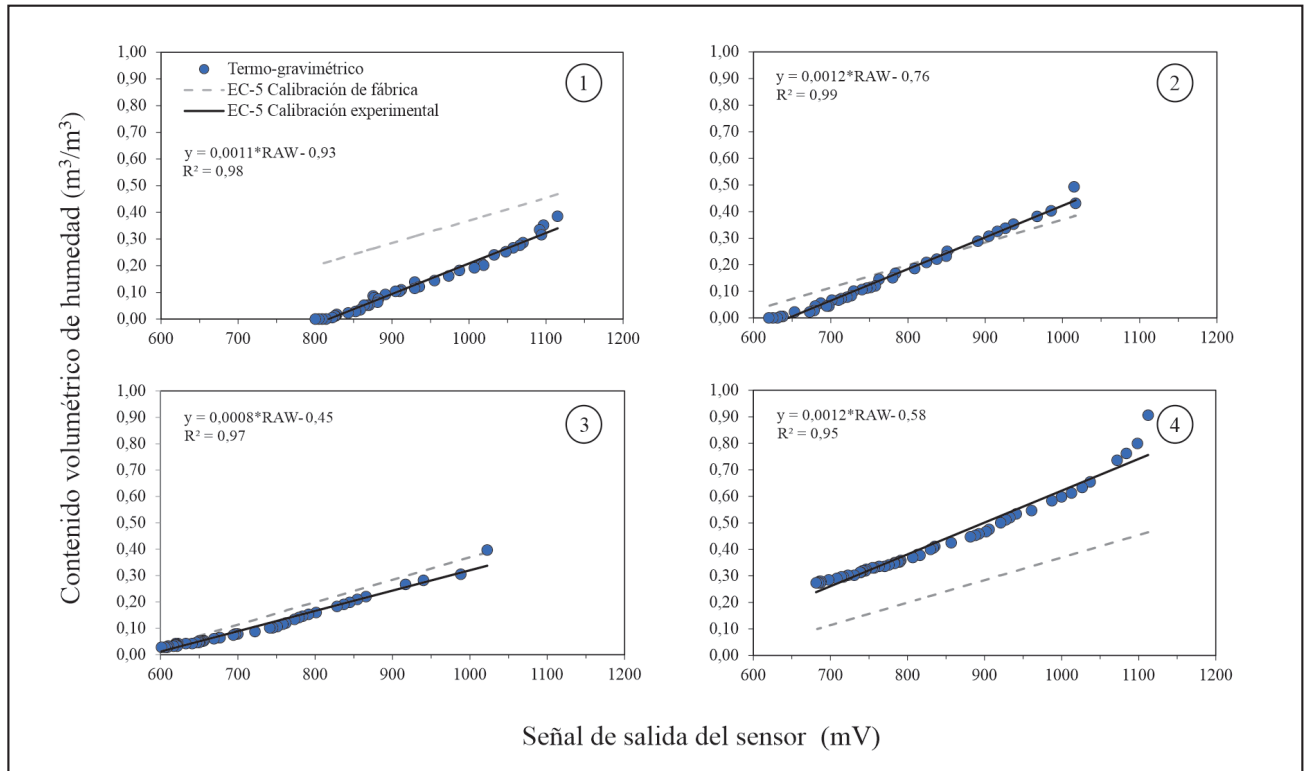 Contenido volumétrico de humedad (m³/m³)
1,00
0,90
0,80
0,70
0,60
0,50
0,40
0,30
0,20
0,10
0,00
600 700 800 900 1000 1100 1200
Termo-gravimétrico
EC-5 Calibración de fábrica
EC-5 Calibración experimental
y = 0,0011*RAW- 0,93
R² = 0,98
1
1,00
0,90
0,80
0,70
0,60
0,50
0,40
0,30
0,20
0,10
0,00
600 700 800 900 1000 1100 1200
y = 0,0012*RAW- 0,76
R² = 0,99
2
1,00
0,90
0,80
0,70
0,60
0,50
0,40
0,30
0,20
0,10
0,00
600 700 800 900 1000 1100 1200
y = 0,0008*RAW- 0,45
R² = 0,97
3
1,00
0,90
0,80
0,70
0,60
0,50
0,40
0,30
0,20
0,10
0,00
600 700 800 900 1000 1100 1200
y = 0,0012*RAW- 0,58
R² = 0,95
4
Señal de salida del sensor (mV)